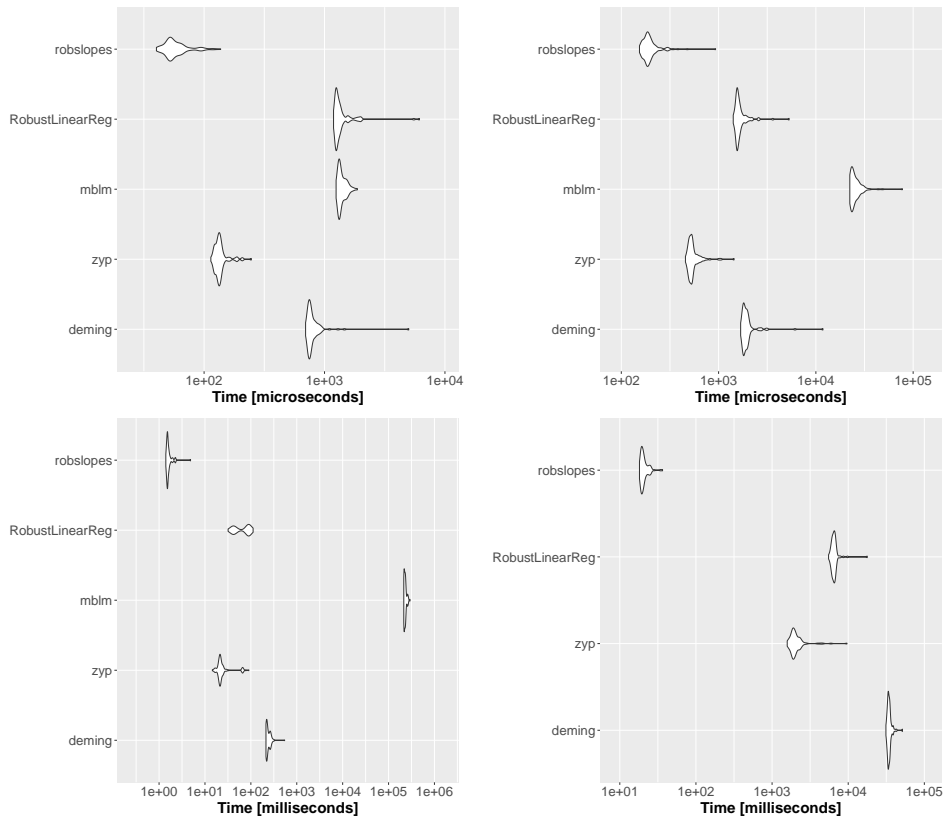 robslopes
RobustLinearReg
mblm
zyp
deming
1e+02 1e+03 1e+04
Time [microseconds]
robslopes
RobustLinearReg
mblm
zyp
deming
1e+02 1e+03 1e+04 1e+05
Time [microseconds]
robslopes
RobustLinearReg
mblm
zyp
deming
1e+00 1e+01 1e+02 1e+03 1e+04 1e+05 1e+06
Time [milliseconds]
robslopes
RobustLinearReg
zyp
deming
1e+01 1e+02 1e+03 1e+04 1e+05
Time [milliseconds]